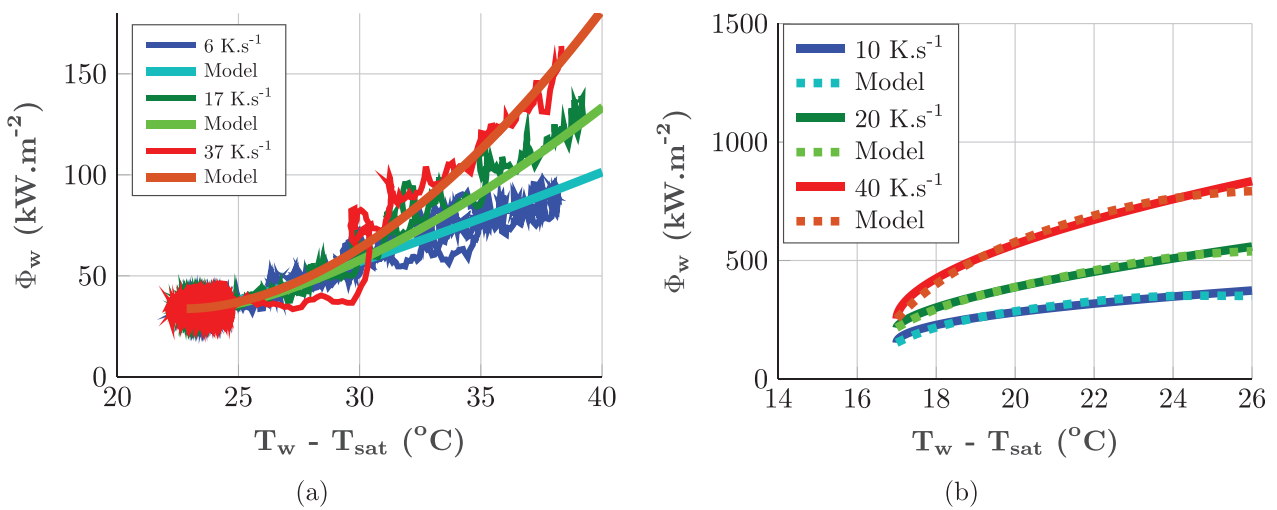 6 K.s-1
Model
17 K.s-1
Model
37 K.s-1
Model
150
100
50
0
20
25
30
35
40
Φw (kW.m-2)
Tw - Tsat (oC)
(a)
10 K.s-1
Model
20 K.s-1
Model
40 K.s-1
Model
1500
1000
500
0
14
16
18
20
22
24
26
Φw (kW.m-2)
Tw - Tsat (oC)
(b)